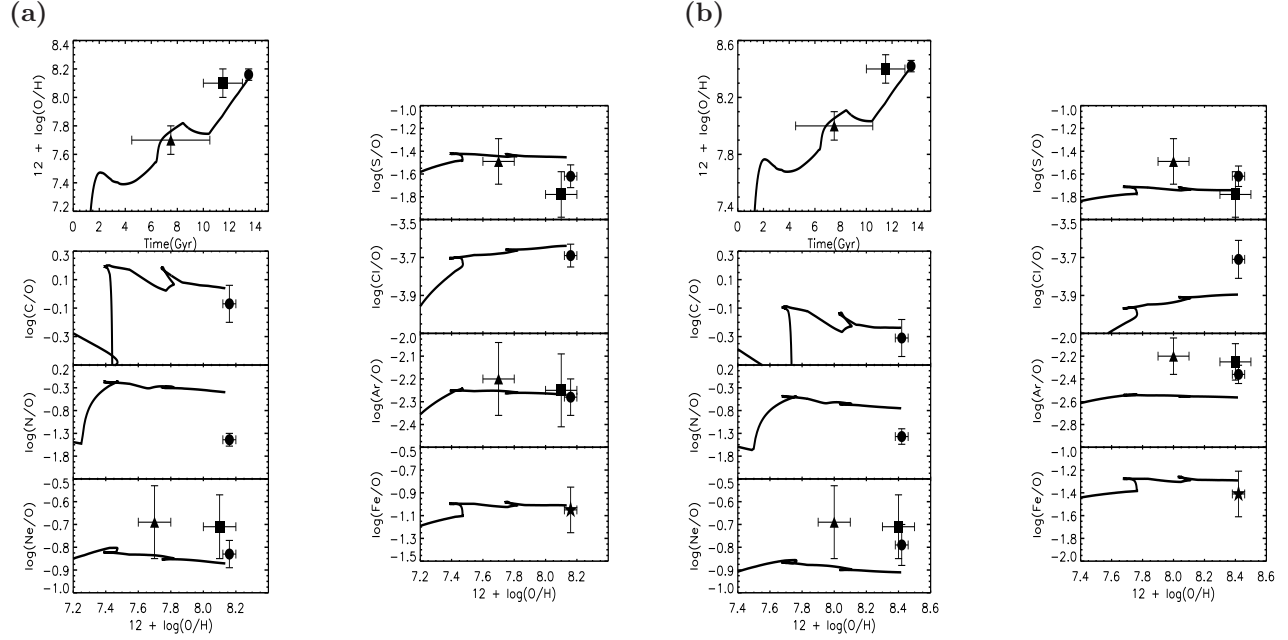 (a)
8.4
8.2
8.0
7.8
7.6
7.4
7.2
12 + log(O/H)
0 2 4 6 8 10 12 14
Time(Gyr)
0.3
0.1
−0.1
−0.3
log(C/O)
0.2
−0.3
−0.8
−1.3
−1.8
log(N/O)
−0.5
−0.6
−0.7
−0.8
−0.9
−1.0
log(Ne/O)
7.2 7.4 7.6 7.8 8.0 8.2
12 + log(O/H)
−1.0
−1.2
−1.4
−1.6
−1.8
log(S/O)
−3.5
−3.7
−3.9
log(Cl/O)
−2.0
−2.1
−2.2
−2.3
−2.4
log(Ar/O)
−0.5
−0.7
−0.9
−1.1
−1.3
−1.5
log(Fe/O)
7.2 7.4 7.6 7.8 8.0 8.2
12 + log(O/H)
(b)
8.6
8.4
8.2
8.0
7.8
7.6
7.4
12 + log(O/H)
0 2 4 6 8 10 12 14
Time(Gyr)
0.3
0.1
−0.1
−0.3
log(C/O)
0.2
−0.3
−0.8
−1.3
−1.8
log(N/O)
−0.5
−0.6
−0.7
−0.8
−0.9
−1.0
log(Ne/O)
7.4 7.6 7.8 8.0 8.2 8.4 8.6
12 + log(O/H)
−1.0
−1.2
−1.4
−1.6
−1.8
log(S/O)
−3.5
−3.7
−3.9
log(Cl/O)
−2.0
−2.2
−2.4
−2.6
−2.8
log(Ar/O)
−1.0
−1.2
−1.4
−1.6
−1.8
−2.0
log(Fe/O)
7.4 7.6 7.8 8.0 8.2 8.4 8.6
12 + log(O/H)